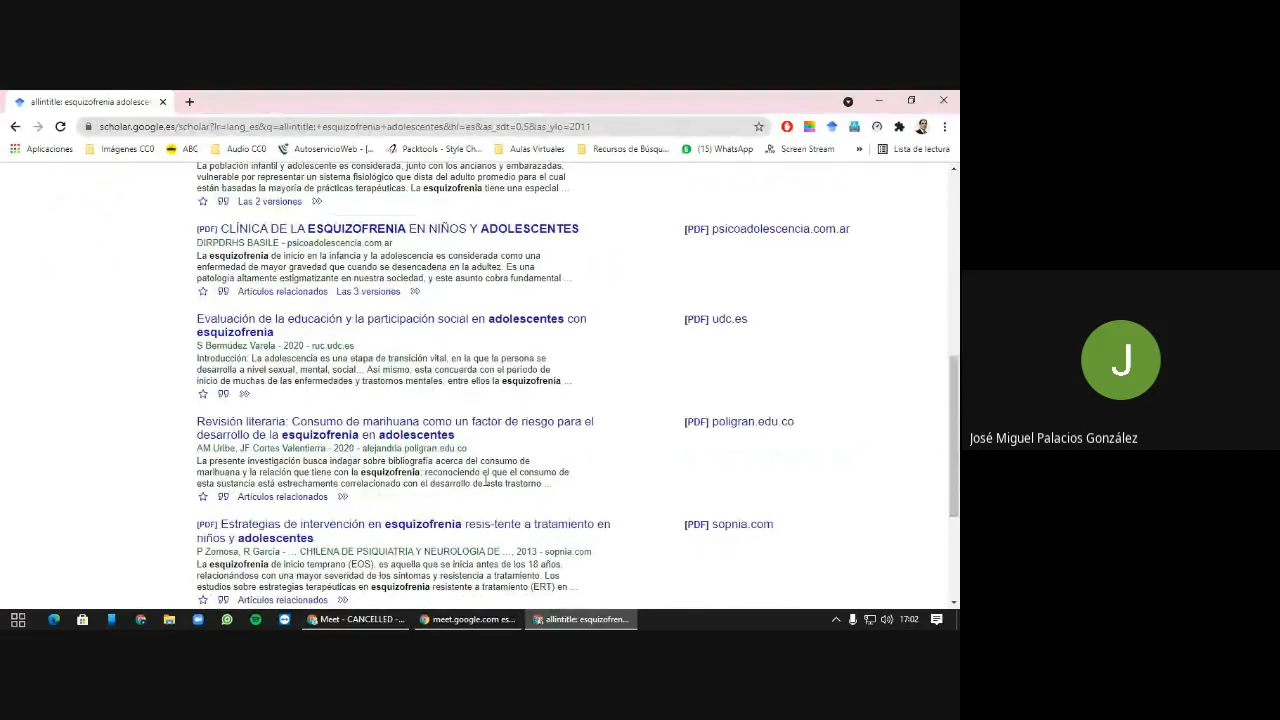 allintitle: esquizofrenia adolescen
scholar.google.es/scholar?lr=lang_es&q=allintitle:+esquizofrenia+adolescentes&hl=es&as_sdt=0,5&as_ylo=2011
Aplicaciones Imágenes CC0 ABC Audio CC0 AutoservicioWeb - ... Packtools - Style Ch... Aulas Virtuales Recursos de Búsqu... (15) WhatsApp Screen Stream » Lista de lectura
La población infantil y adolescente es considerada, junto con los ancianos y embarazadas,
vulnerable por representar un sistema fisiológico que dista del adulto promedio para el cual
están basadas la mayoría de prácticas terapéuticas. La esquizofrenia tiene una especial ...
Las 2 versiones
[PDF] CLÍNICA DE LA ESQUIZOFRENIA EN NIÑOS Y ADOLESCENTES
[PDF] psicoadolescencia.com.ar
DIRPDRHS BASILE - psicoadolescencia.com.ar
La esquizofrenia de inicio en la infancia y la adolescencia es considerada como una
enfermedad de mayor gravedad que cuando se desencadena en la adultez. Es una
patología altamente estigmatizante en nuestra sociedad, y este asunto cobra fundamental ...
Artículos relacionados Las 3 versiones
Evaluación de la educación y la participación social en adolescentes con
esquizofrenia
[PDF] udc.es
S Bermúdez Varela - 2020 - ruc.udc.es
Introducción: La adolescencia es una etapa de transición vital, en la que la persona se
desarrolla a nivel sexual, mental, social... Así mismo, esta concuerda con el periodo de
inicio de muchas de las enfermedades y trastornos mentales, entre ellos la esquizofrenia ...
Revisión literaria: Consumo de marihuana como un factor de riesgo para el
desarrollo de la esquizofrenia en adolescentes
[PDF] poligran.edu.co
AM Uribe, JF Cortes Valentierra - 2020 - alejandria.poligran.edu.co
La presente investigación busca indagar sobre bibliografía acerca del consumo de
marihuana y la relación que tiene con la esquizofrenia; reconociendo el que el consumo de
esta sustancia está estrechamente correlacionado con el desarrollo de este trastorno ...
Artículos relacionados
[PDF] Estrategias de intervención en esquizofrenia resis-tente a tratamiento en
niños y adolescentes
[PDF] sopnia.com
P Zomosa, R García - ... CHILENA DE PSIQUIATRIA Y NEUROLOGIA DE ..., 2013 - sopnia.com
La esquizofrenia de inicio temprano (EOS), es aquella que se inicia antes de los 18 años,
relacionándose con una mayor severidad de los síntomas y resistencia a tratamiento. Los
estudios sobre estrategias terapéuticas en esquizofrenia resistente a tratamiento (ERT) en ...
Artículos relacionados
Meet - CANCELLED -... meet.google.com es... allintitle: esquizofren... 17:02
J
José Miguel Palacios González